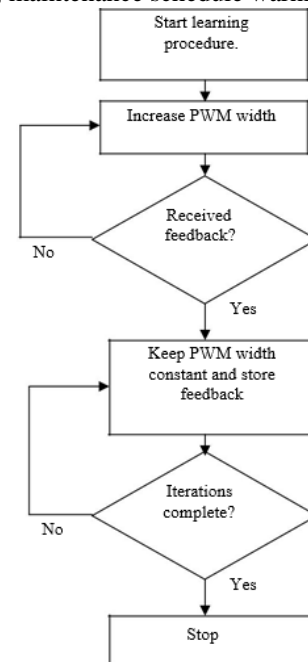 maintenance schedule
Start learning
procedure.
Increase PWM width
Received
feedback?
No
Yes
Keep PWM width
constant and store
feedback
Iterations
complete?
No
Yes
Stop